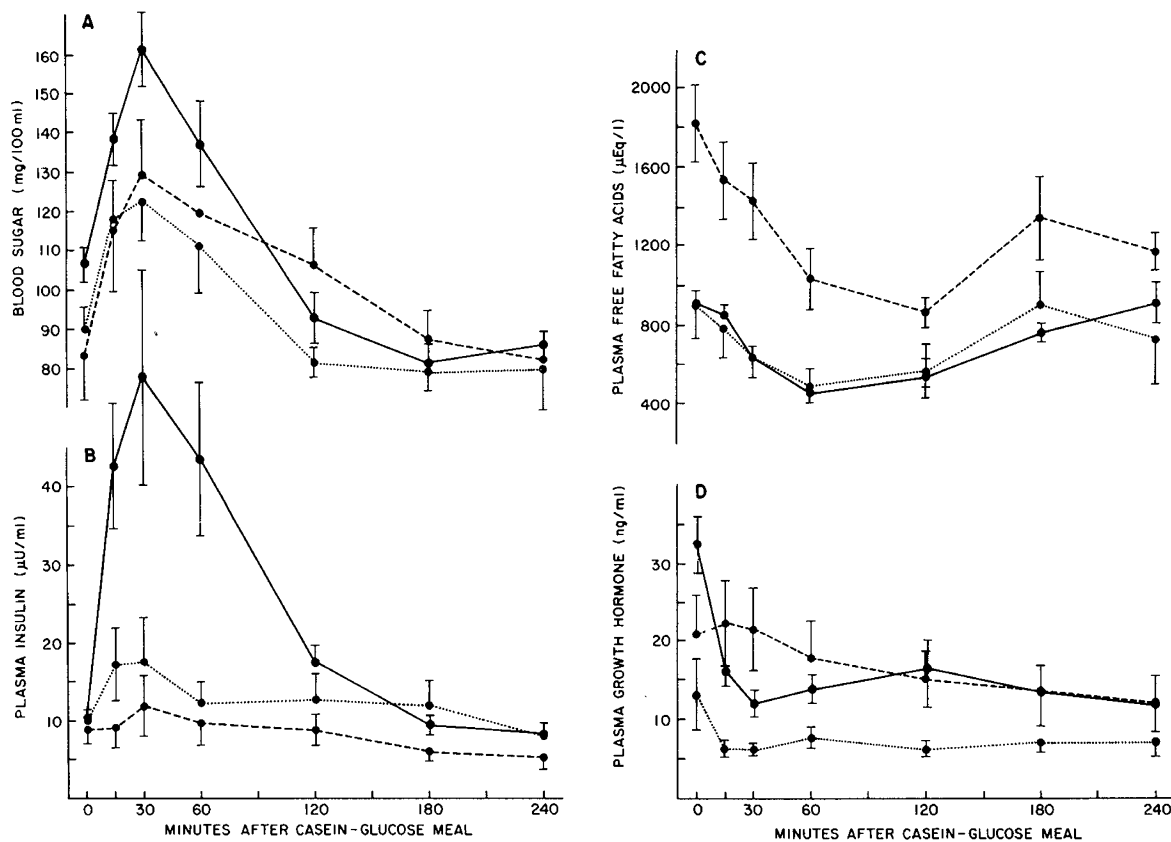 A
160
150
140
130
120
110
100
90
80
BLOOD SUGAR (mg/100ml)
B
40
30
20
10
PLASMA INSULIN (μU/ml)
0 30 60 120 180 240
MINUTES AFTER CASEIN-GLUCOSE MEAL
C
2000
1600
1200
800
400
PLASMA FREE FATTY ACIDS (μEq/l)
D
30
20
10
PLASMA GROWTH HORMONE (ng/ml)
0 30 60 120 180 240
MINUTES AFTER CASEIN-GLUCOSE MEAL